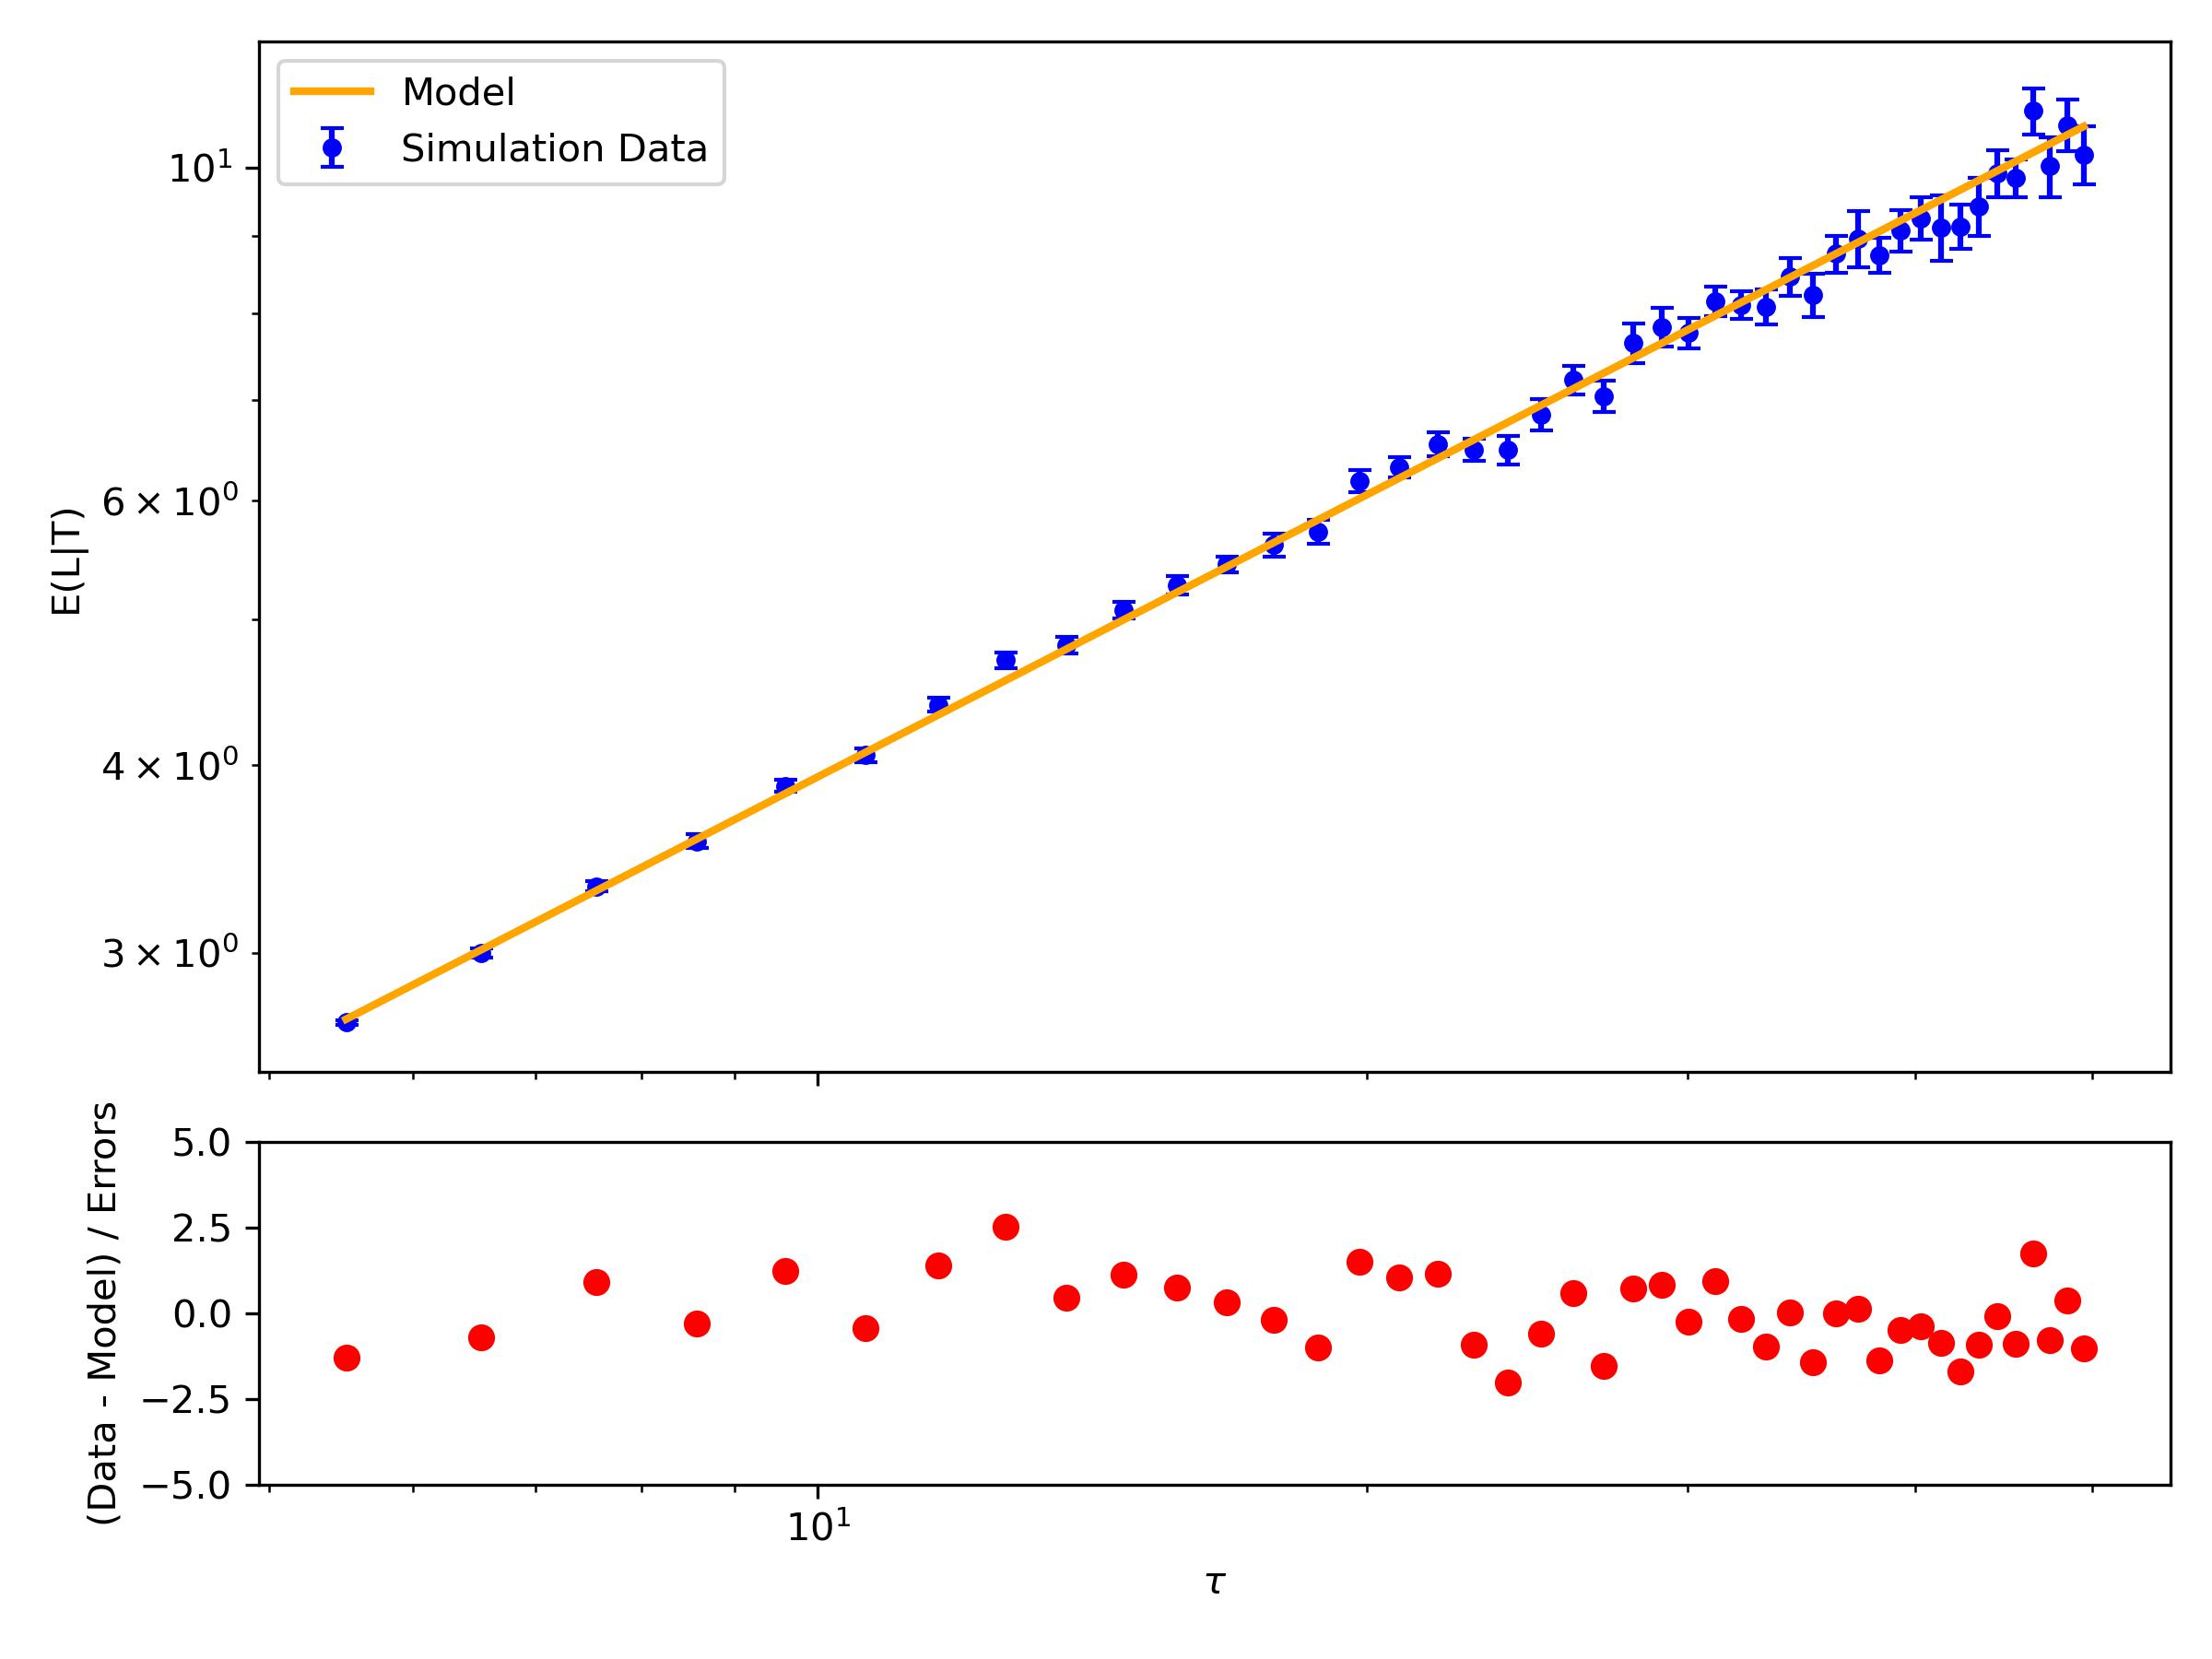 Model
Simulation Data
10¹
6 × 10⁰
4 × 10⁰
3 × 10⁰
E(L|T)
5.0
2.5
0.0
−2.5
−5.0
(Data - Model) / Errors
10¹
τ